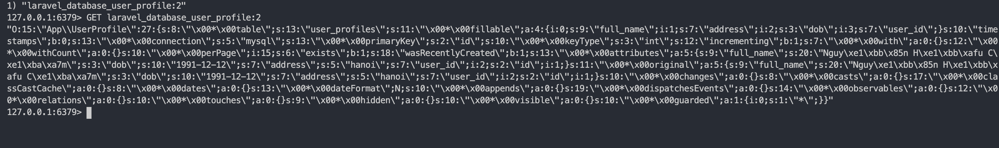 1) "laravel_database_user_profile:2"
127.0.0.1:6379> GET laravel_database_user_profile:2
"O:15:\"App\\UserProfile\":27:{s:8:\"\x00*\x00table\";s:13:\"user_profiles\";s:11:\"\x00*\x00fillable\";a:4:{i:0;s:9:\"full_name\";i:1;s:7:\"address\";i:2;s:3:\"dob\";i:3;s:7:\"user_id\";}s:10:\"time
stamps\";b:0;s:13:\"\x00*\x00connection\";s:5:\"mysql\";s:13:\"\x00*\x00primaryKey\";s:2:\"id\";s:10:\"\x00*\x00keyType\";s:3:\"int\";s:12:\"incrementing\";b:1;s:7:\"\x00*\x00with\";a:0:{}s:12:\"\x00
*\x00withCount\";a:0:{}s:10:\"\x00*\x00perPage\";i:15;s:6:\"exists\";b:1;s:18:\"wasRecentlyCreated\";b:1;s:13:\"\x00*\x00attributes\";a:5:{s:9:\"full_name\";s:20:\"Nguy\xe1\xbb\x85n H\xe1\xbb\xafu C\
xe1\xba\xa7m\";s:3:\"dob\";s:10:\"1991-12-12\";s:7:\"address\";s:5:\"hanoi\";s:7:\"user_id\";i:2;s:2:\"id\";i:1;}s:11:\"\x00*\x00original\";a:5:{s:9:\"full_name\";s:20:\"Nguy\xe1\xbb\x85n H\xe1\xbb\x
afu C\xe1\xba\xa7m\";s:3:\"dob\";s:10:\"1991-12-12\";s:7:\"address\";s:5:\"hanoi\";s:7:\"user_id\";i:2;s:2:\"id\";i:1;}s:10:\"\x00*\x00changes\";a:0:{}s:8:\"\x00*\x00casts\";a:0:{}s:17:\"\x00*\x00cla
ssCastCache\";a:0:{}s:8:\"\x00*\x00dates\";a:0:{}s:13:\"\x00*\x00dateFormat\";N;s:10:\"\x00*\x00appends\";a:0:{}s:19:\"\x00*\x00dispatchesEvents\";a:0:{}s:14:\"\x00*\x00observables\";a:0:{}s:12:\"\x0
0*\x00relations\";a:0:{}s:10:\"\x00*\x00touches\";a:0:{}s:9:\"\x00*\x00hidden\";a:0:{}s:10:\"\x00*\x00visible\";a:0:{}s:10:\"\x00*\x00guarded\";a:1:{i:0;s:1:\"*\";}}"
127.0.0.1:6379>